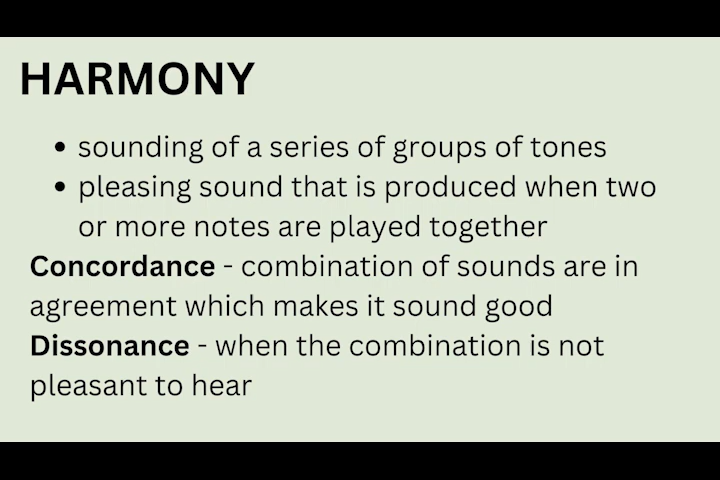 HARMONY
• sounding of a series of groups of tones
• pleasing sound that is produced when two
or more notes are played together
Concordance - combination of sounds are in
agreement which makes it sound good
Dissonance - when the combination is not
pleasant to hear